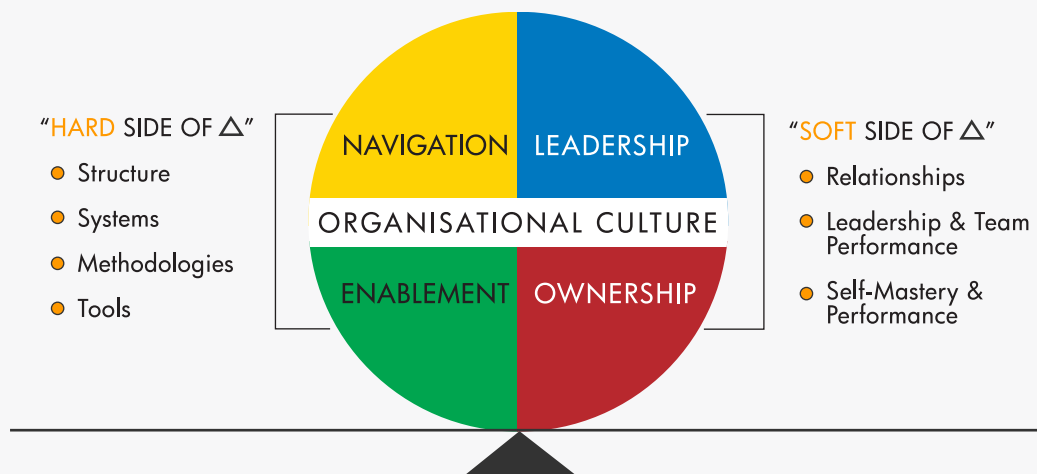 "HARD SIDE OF △"
Structure
Systems
Methodologies
Tools
NAVIGATION
LEADERSHIP
ORGANISATIONAL CULTURE
ENABLEMENT
OWNERSHIP
"SOFT SIDE OF △"
Relationships
Leadership & Team
Performance
Self-Mastery &
Performance